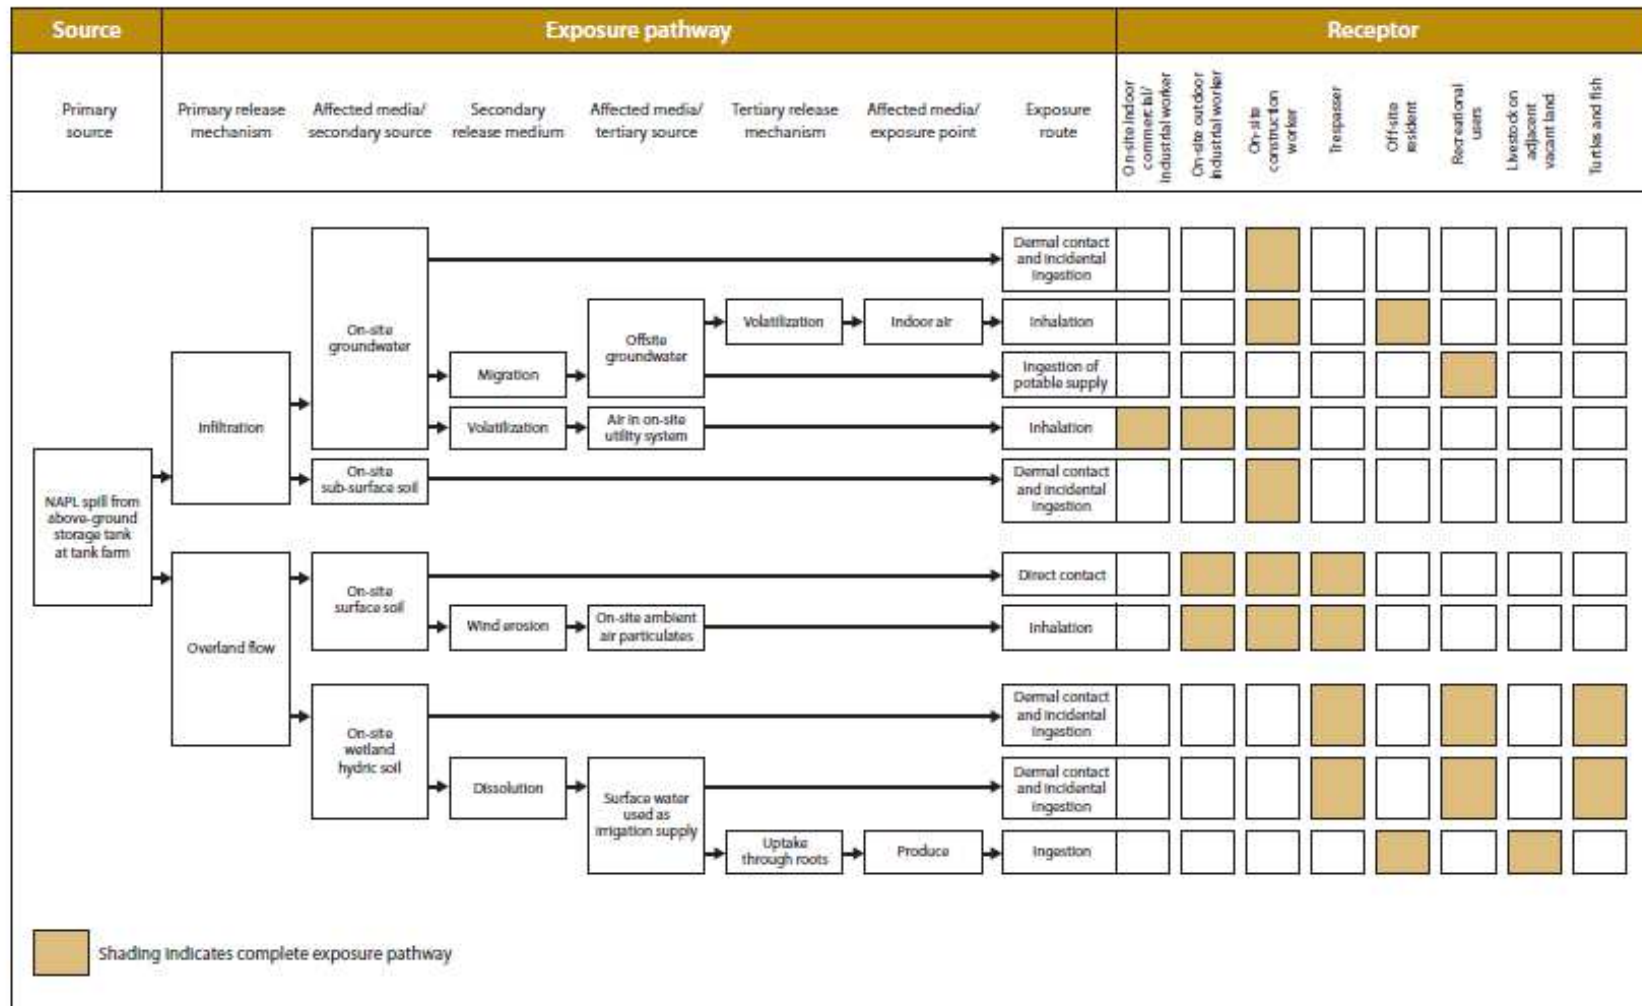 Source
Exposure pathway
Receptor
Primary
source
Primary release
mechanism
Affected media/
secondary source
Secondary
release medium
Affected media/
tertiary source
Tertiary release
mechanism
Affected media/
exposure point
Exposure
route
On-site indoor
commercial/
industrial worker
On-site outdoor
industrial worker
On-site
construction
worker
Trespasser
Off-site
resident
Recreational
users
Livestock on
adjacent
vacant land
Turtles and fish
NAPL spill from
above-ground
storage tank
at tank farm
Infiltration
Overland flow
On-site
groundwater
Dermal contact
and incidental
ingestion
Migration
Offsite
groundwater
Volatilization
Indoor air
Inhalation
Ingestion of
potable supply
Volatilization
Air in on-site
utility system
Inhalation
On-site
sub-surface soil
Dermal contact
and incidental
ingestion
On-site
surface soil
Direct contact
Wind erosion
On-site ambient
air particulates
Inhalation
On-site
wetland
hydric soil
Dermal contact
and incidental
ingestion
Dissolution
Surface water
used as
irrigation supply
Dermal contact
and incidental
ingestion
Uptake
through roots
Produce
Ingestion
Shading indicates complete exposure pathway